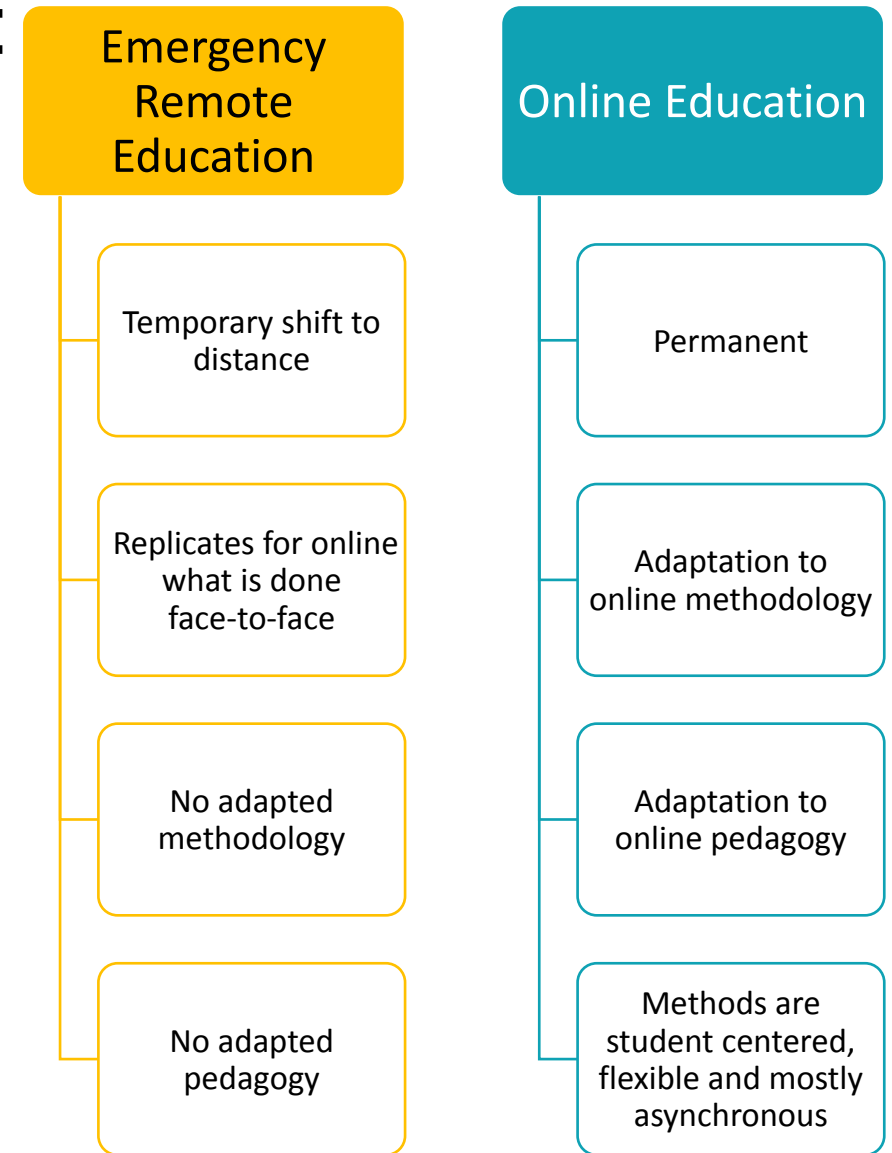 Emergency
Remote
Education
Temporary shift to
distance
Replicates for online
what is done
face-to-face
No adapted
methodology
No adapted
pedagogy
Online Education
Permanent
Adaptation to
online methodology
Adaptation to
online pedagogy
Methods are
student centered,
flexible and mostly
asynchronous